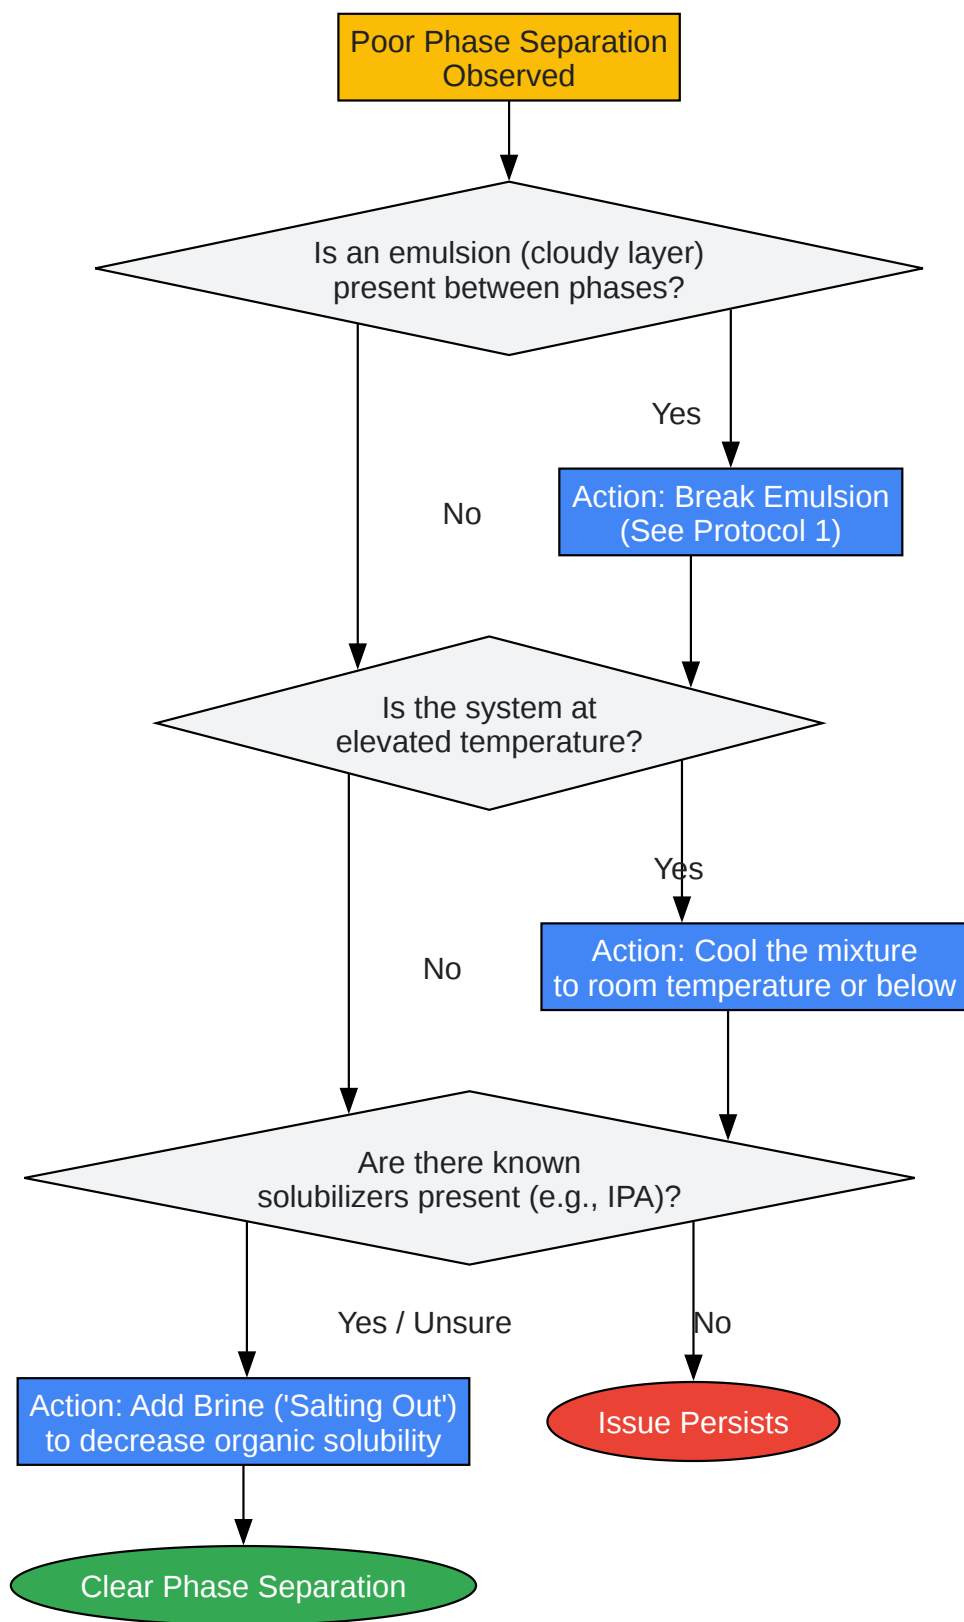 Poor Phase Separation
Observed
Is an emulsion (cloudy layer)
present between phases?
Yes
Action: Break Emulsion
(See Protocol 1)
No
Is the system at
elevated temperature?
Yes
Action: Cool the mixture
to room temperature or below
No
Are there known
solubilizers present (e.g., IPA)?
Yes / Unsure
No
Action: Add Brine ('Salting Out')
to decrease organic solubility
Issue Persists
Clear Phase Separation